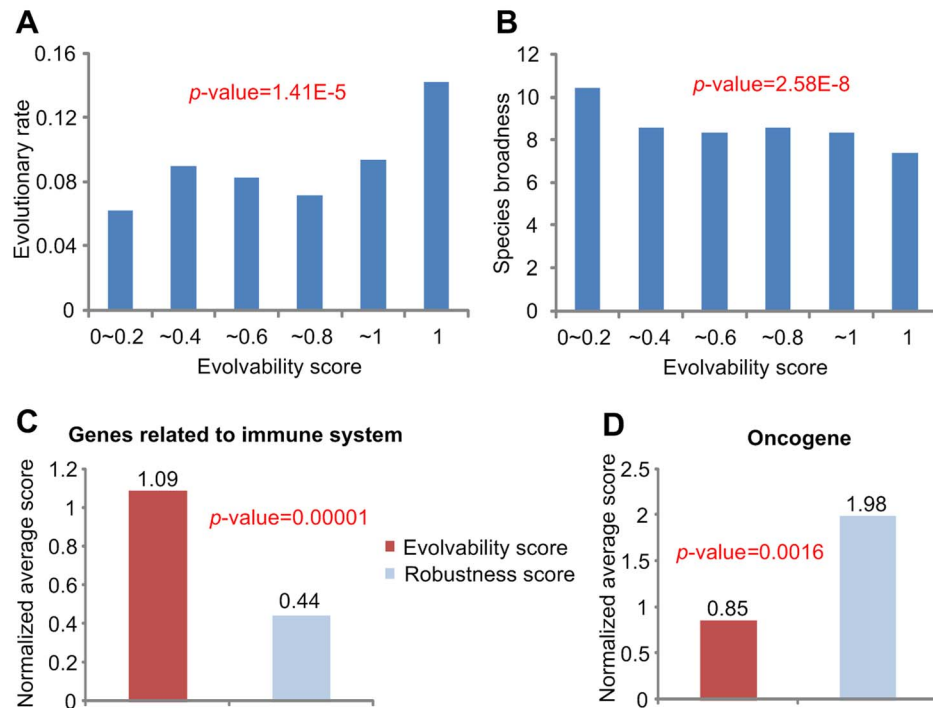 A
0.16
0.12
0.08
0.04
0
Evolutionary rate
p-value=1.41E-5
0~0.2 ~0.4 ~0.6 ~0.8 ~1 1
Evolvability score
B
12
10
8
6
4
2
0
Species broadness
p-value=2.58E-8
0~0.2 ~0.4 ~0.6 ~0.8 ~1 1
Evolvability score
C
Genes related to immune system
1.2
1
0.8
0.6
0.4
0.2
0
Normalized average score
1.09
p-value=0.00001
0.44
Evolvability score
Robustness score
D
Oncogene
2.5
2
1.5
1
0.5
0
Normalized average score
1.98
p-value=0.0016
0.85